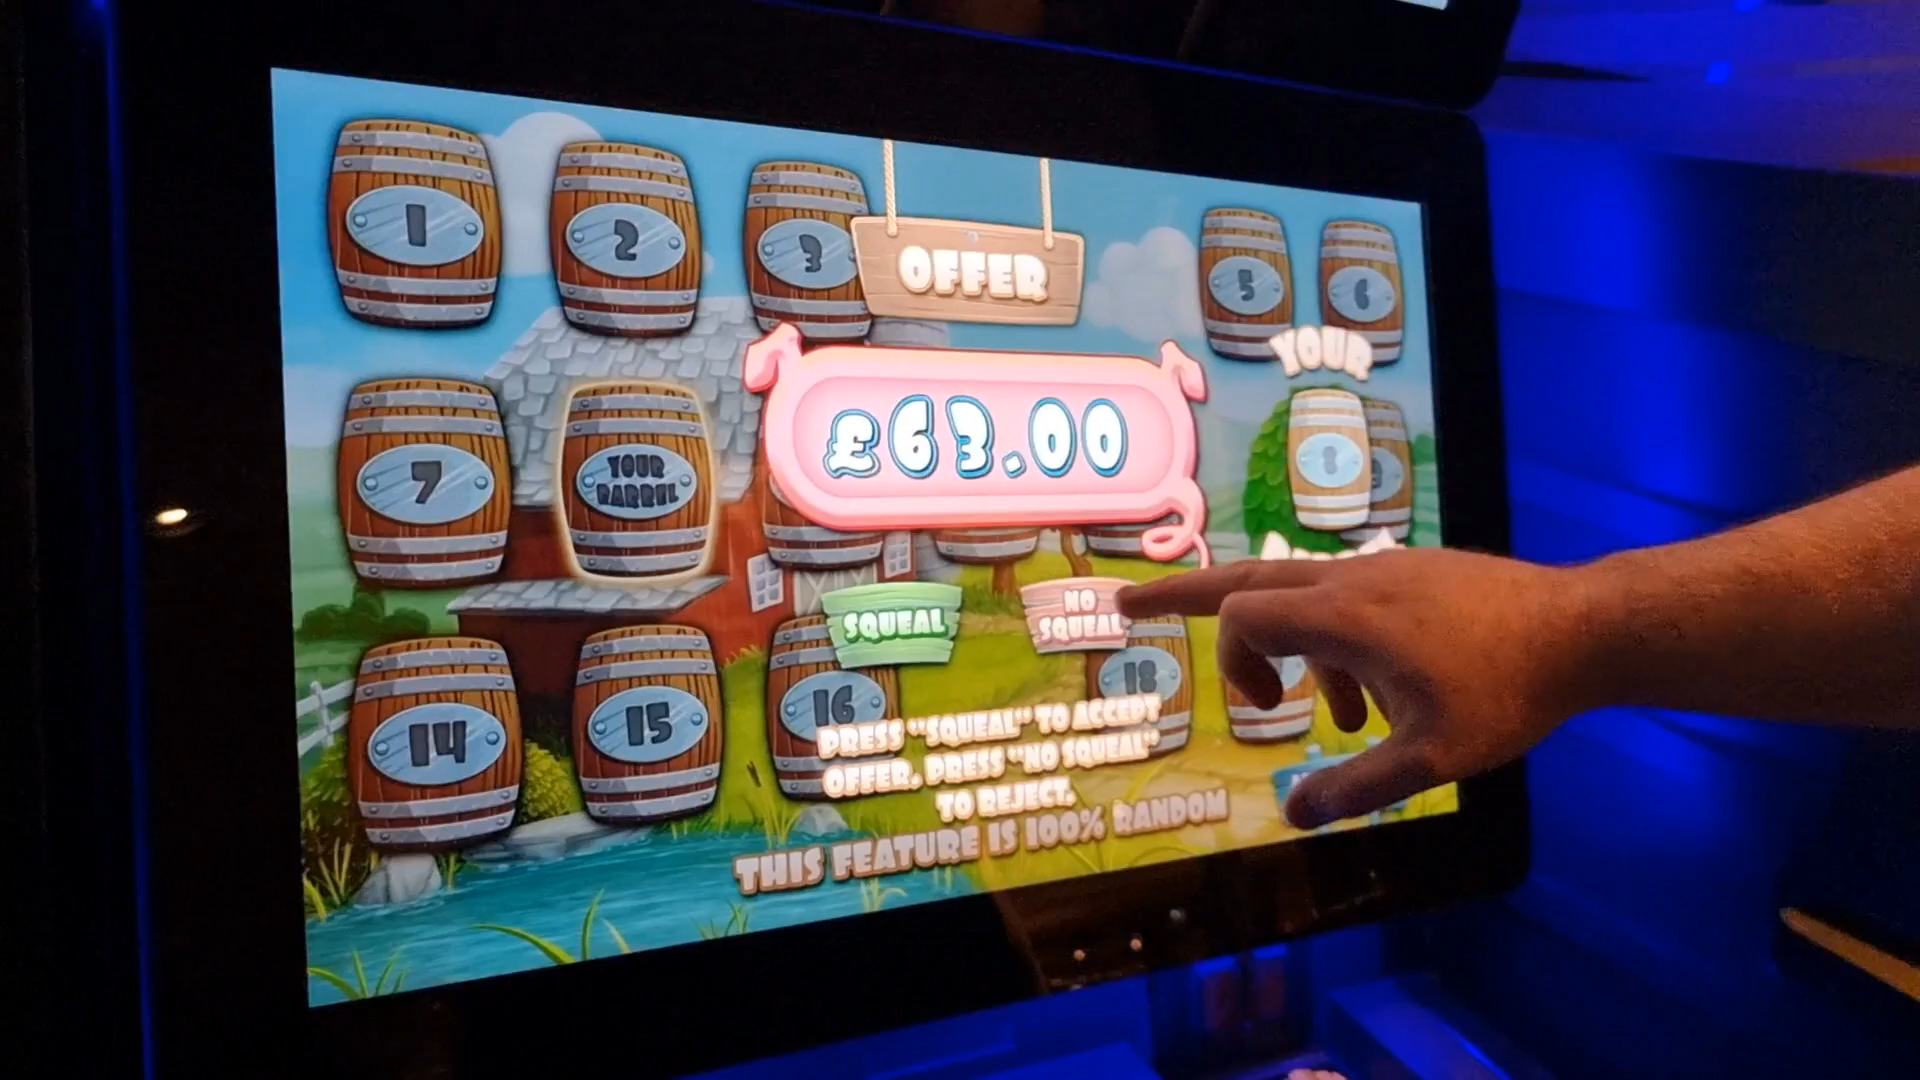 1
2
3
OFFER
5
6
YOUR
£63.00
7
YOUR
BARREL
8
SQUEAL
NO
SQUEAL
14
15
16
18
PRESS "SQUEAL" TO ACCEPT
OFFER. PRESS "NO SQUEAL"
TO REJECT.
THIS FEATURE IS 100% RANDOM